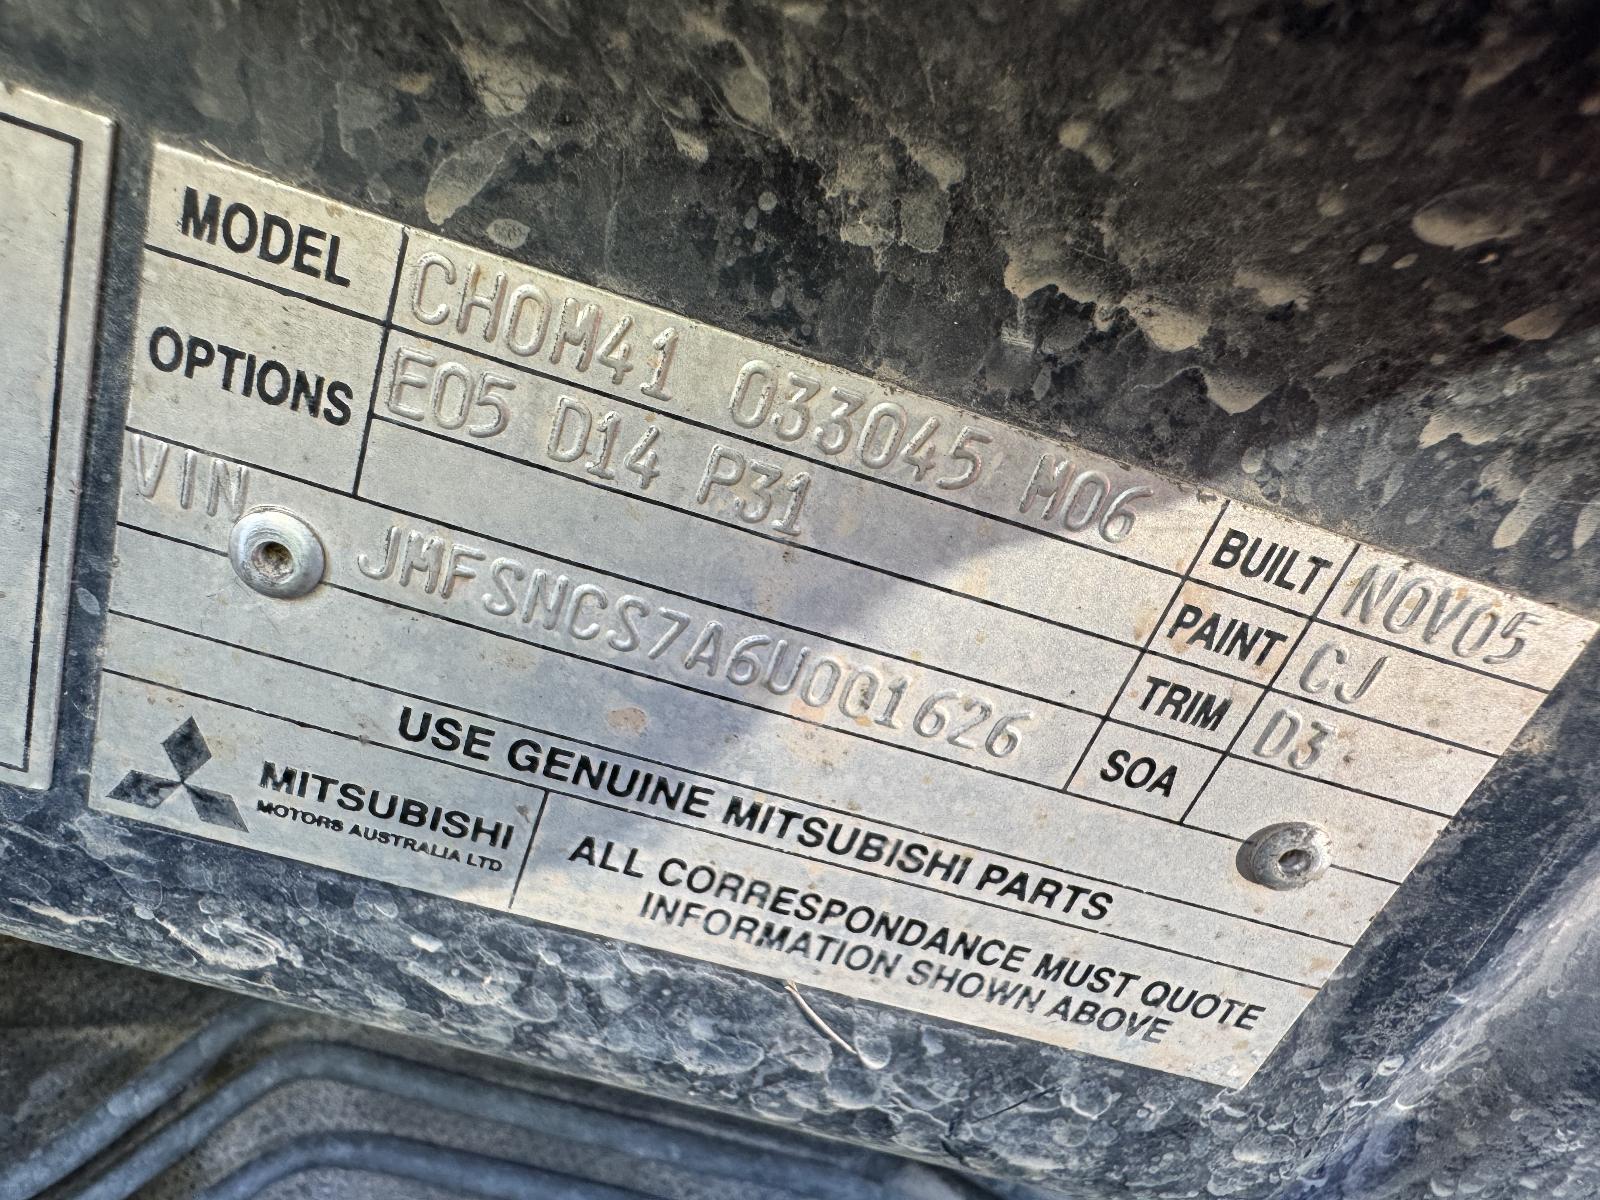 MODEL CH0M41 033045 M06
OPTIONS E05 D14 P31
VIN JMFSNCS7A6U001626
BUILT NOV05
PAINT CJ
TRIM D3
SOA
USE GENUINE MITSUBISHI PARTS
MITSUBISHI
MOTORS AUSTRALIA LTD
ALL CORRESPONDANCE MUST QUOTE
INFORMATION SHOWN ABOVE